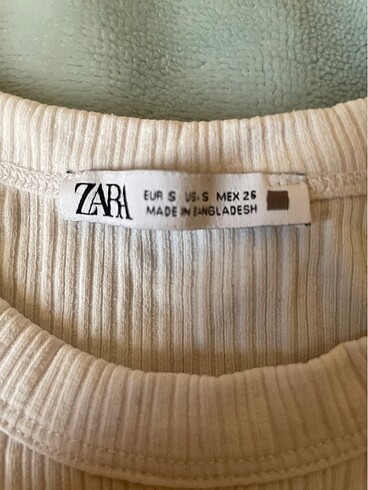 ZARA
EUR S US S MEX 26
MADE IN BANGLADESH